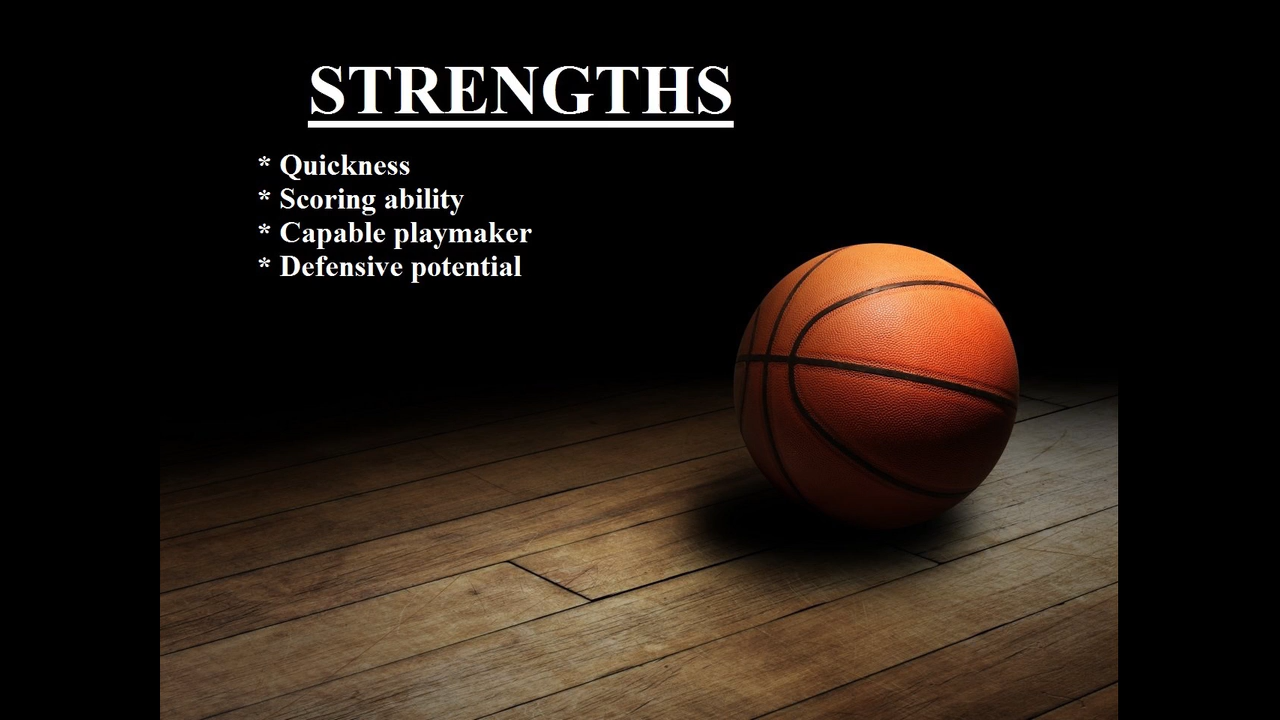 STRENGTHS
* Quickness
* Scoring ability
* Capable playmaker
* Defensive potential